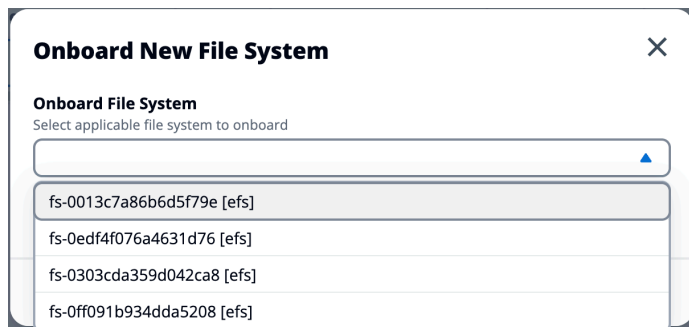 Onboard New File System
Onboard File System
Select applicable file system to onboard
fs-0013c7a86b6d5f79e [efs]
fs-0edf4f076a4631d76 [efs]
fs-0303cda359d042ca8 [efs]
fs-0ff091b934dda5208 [efs]